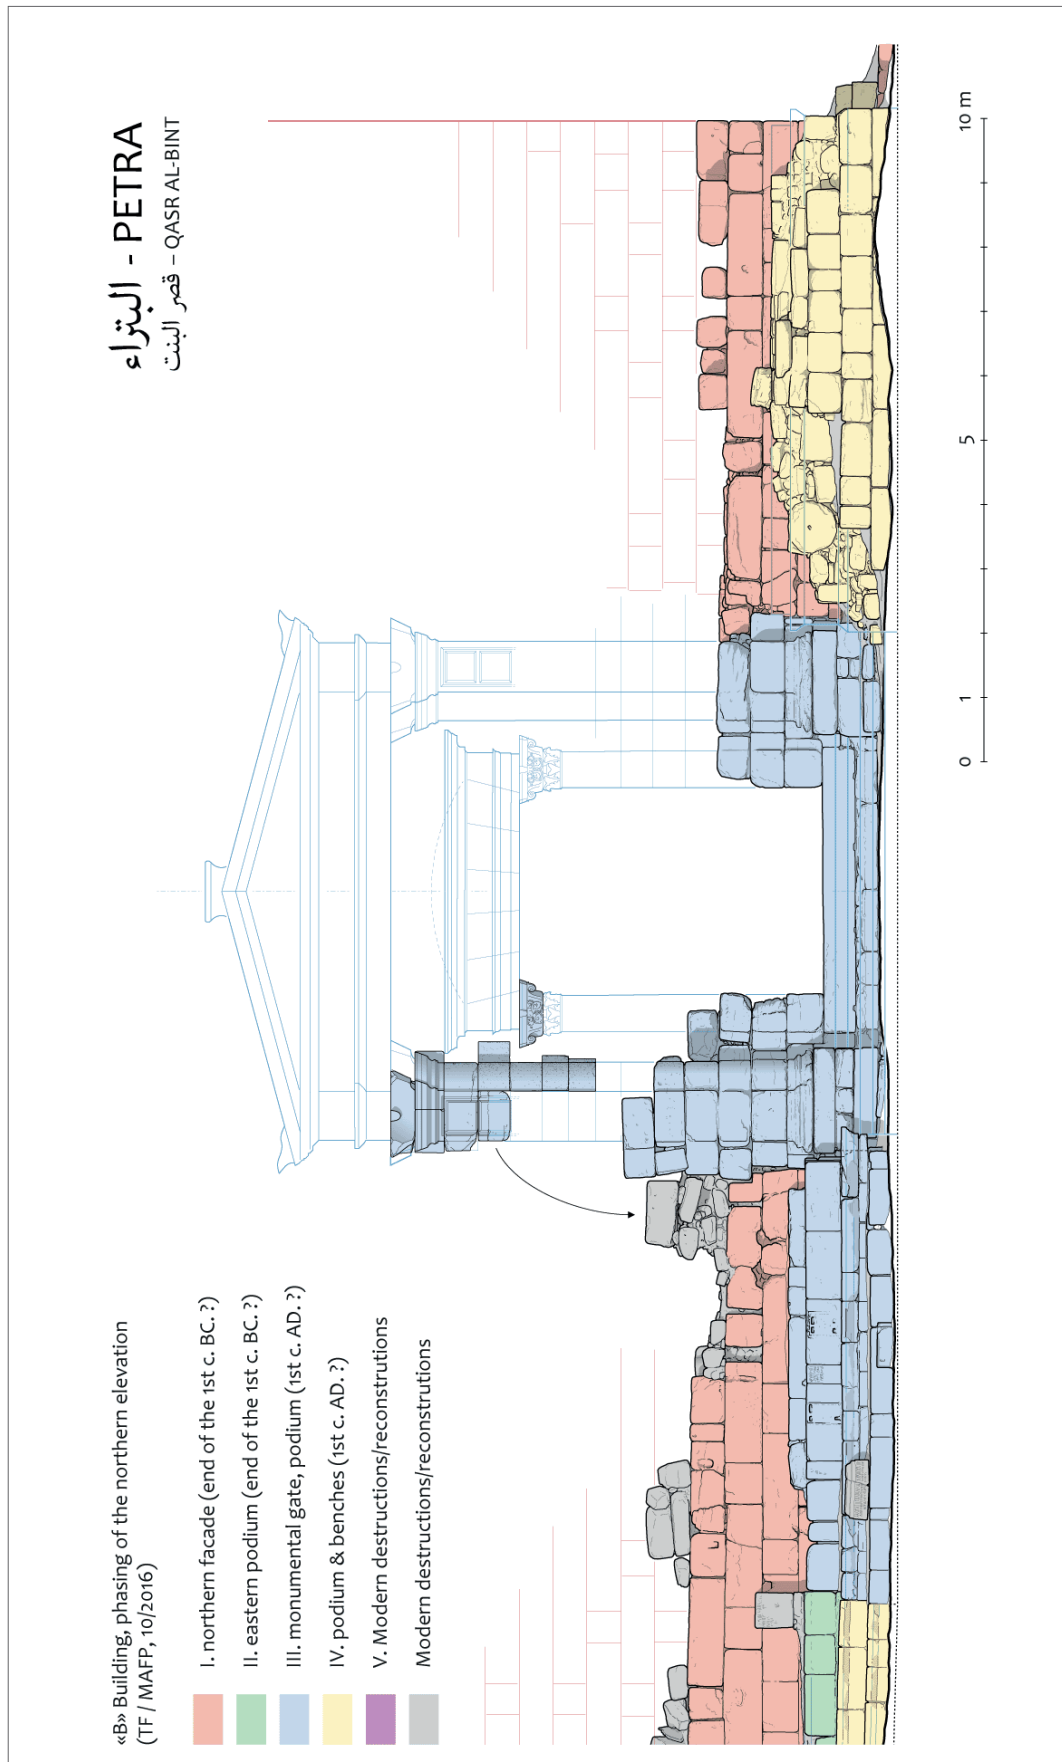 البتراء - PETRA
قصر البنت – QASR AL-BINT
«B» Building, phasing of the northern elevation
(TF / MAFP, 10/2016)
I. northern facade (end of the 1st c. BC. ?)
II. eastern podium (end of the 1st c. BC. ?)
III. monumental gate, podium (1st c. AD. ?)
IV. podium & benches (1st c. AD. ?)
V. Modern destructions/reconstrutions
Modern destructions/reconstrutions
0 1 5 10 m